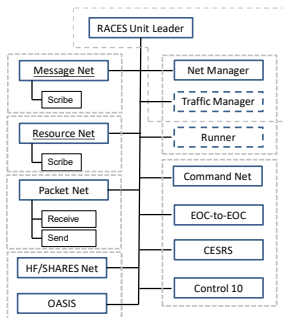 RACES Unit Leader
Message Net
Scribe
Resource Net
Scribe
Packet Net
Receive
Send
HF/SHARES Net
OASIS
Net Manager
Traffic Manager
Runner
Command Net
EOC-to-EOC
CESRS
Control 10